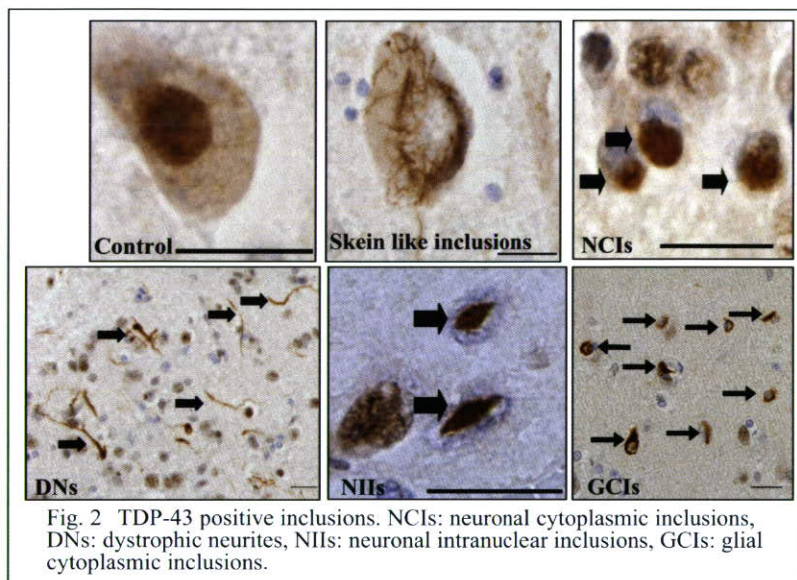 Control
Skein like inclusions
NCIs
DNs
NIIs
GCIs
Fig. 2 TDP-43 positive inclusions. NCIs: neuronal cytoplasmic inclusions,
DNs: dystrophic neurites, NIIs: neuronal intranuclear inclusions, GCIs: glial
cytoplasmic inclusions.